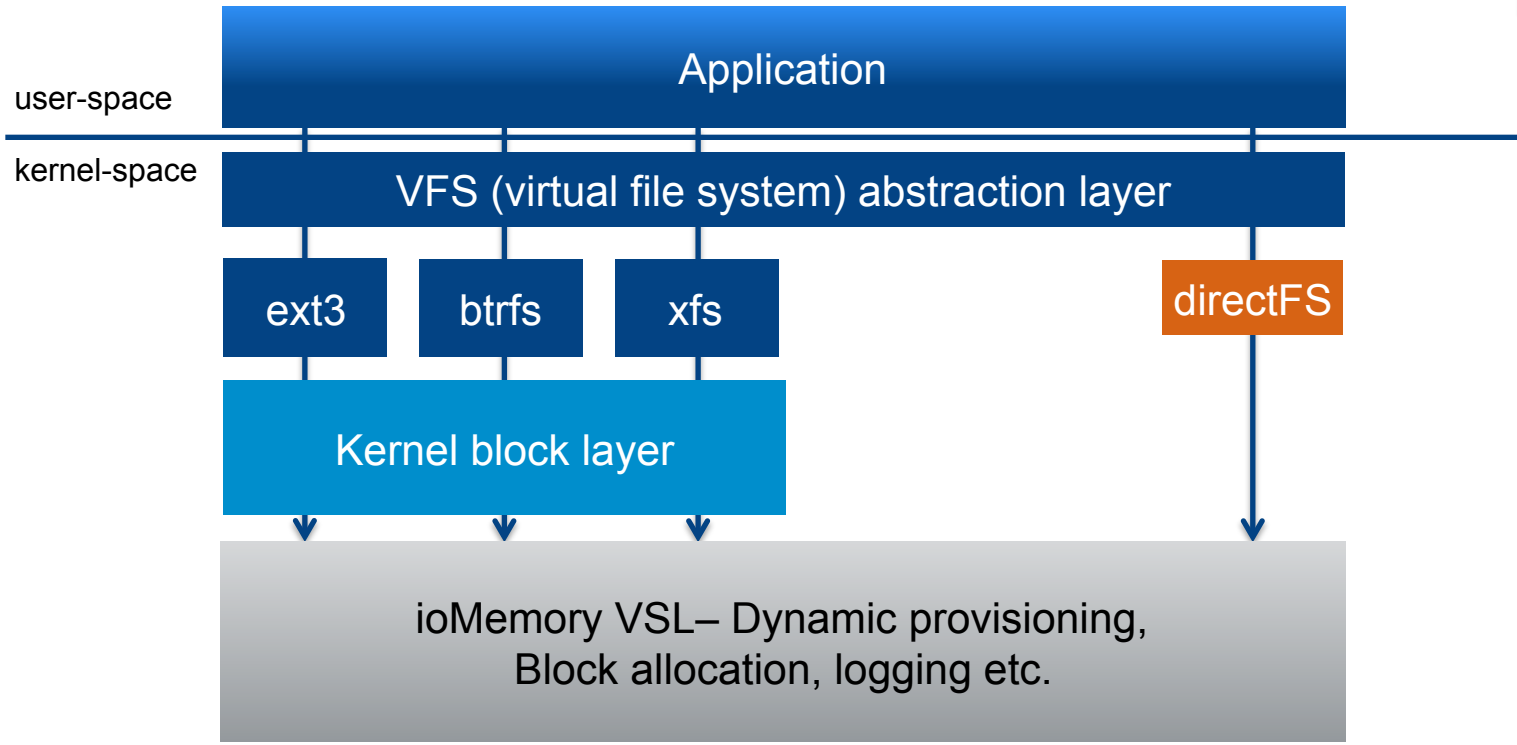 Application
user-space
kernel-space
VFS (virtual file system) abstraction layer
ext3
btrfs
xfs
directFS
Kernel block layer
ioMemory VSL– Dynamic provisioning,
Block allocation, logging etc.